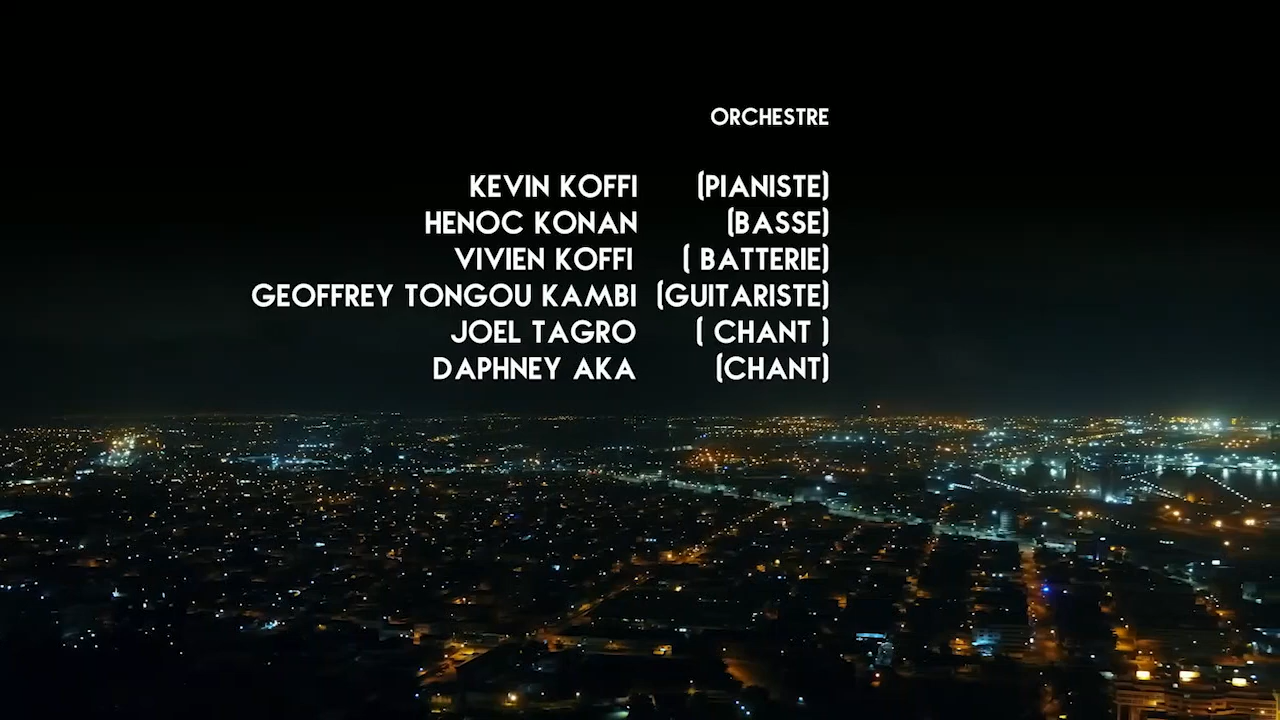 ORCHESTRE
KEVIN KOFFI (PIANISTE)
HENOC KONAN (BASSE)
VIVIEN KOFFI ( BATTERIE)
GEOFFREY TONGOU KAMBI (GUITARISTE)
JOEL TAGRO ( CHANT )
DAPHNEY AKA (CHANT)